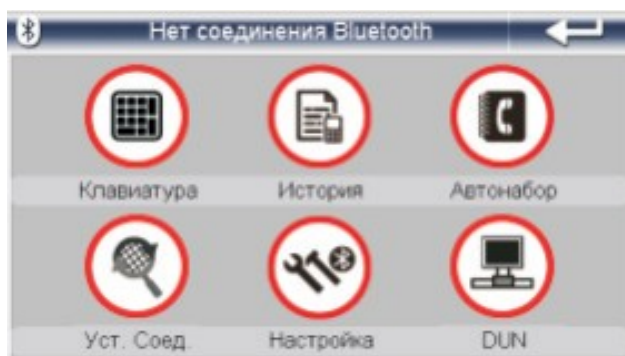 Нет соединения Bluetooth
Клавиатура История Автонабор
Уст. Соед. Настройка DUN